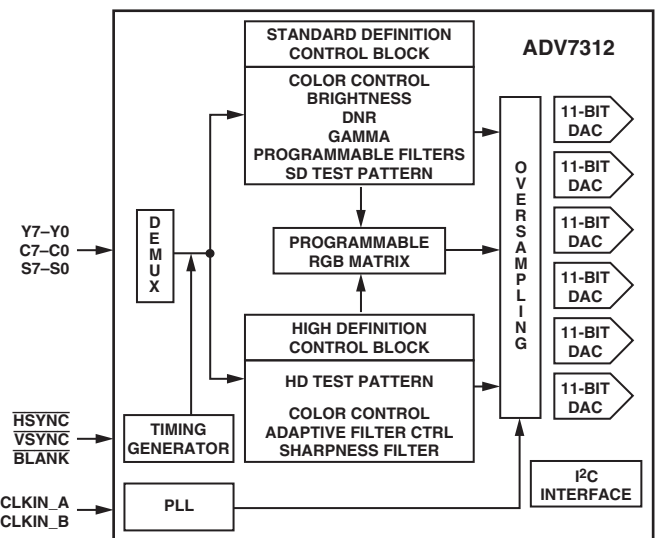 STANDARD DEFINITION
CONTROL BLOCK
ADV7312
COLOR CONTROL
BRIGHTNESS
DNR
GAMMA
PROGRAMMABLE FILTERS
SD TEST PATTERN
Y7–Y0
C7–C0
S7–S0
DEMUX
PROGRAMMABLE
RGB MATRIX
HIGH DEFINITION
CONTROL BLOCK
HD TEST PATTERN
COLOR CONTROL
ADAPTIVE FILTER CTRL
SHARPNESS FILTER
OVERSAMPLING
11-BIT
DAC
11-BIT
DAC
11-BIT
DAC
11-BIT
DAC
11-BIT
DAC
11-BIT
DAC
HSYNC
VSYNC
BLANK
TIMING
GENERATOR
CLKIN_A
CLKIN_B
PLL
I2C
INTERFACE